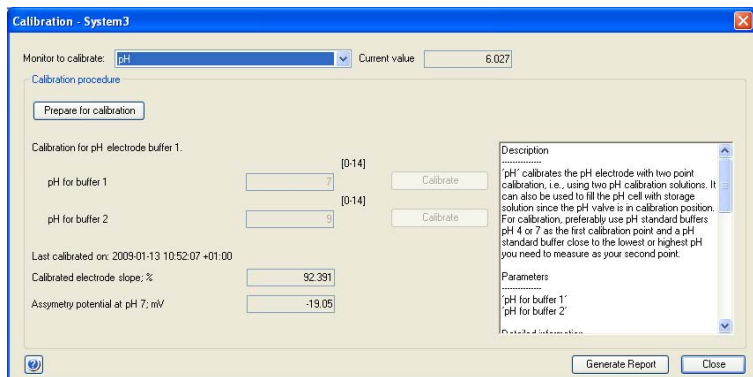 Calibration - System3
Monitor to calibrate: pH Current value 6.027
Calibration procedure
Prepare for calibration
Calibration for pH electrode buffer 1.
[0-14]
pH for buffer 1 7 Calibrate
[0-14]
pH for buffer 2 9 Calibrate
Last calibrated on: 2009-01-13 10:52:07 +01:00
Calibrated electrode slope; % 92.391
Assymetry potential at pH 7; mV -19.05
Description
---------------
'pH' calibrates the pH electrode with two point
calibration, i.e., using two pH calibration solutions. It
can also be used to fill the pH cell with storage
solution since the pH valve is in calibration position.
For calibration, preferably use pH standard buffers
pH 4 or 7 as the first calibration point and a pH
standard buffer close to the lowest or highest pH
you need to measure as your second point.
Parameters
---------------
'pH for buffer 1'
'pH for buffer 2'
Detailed information
Generate Report Close